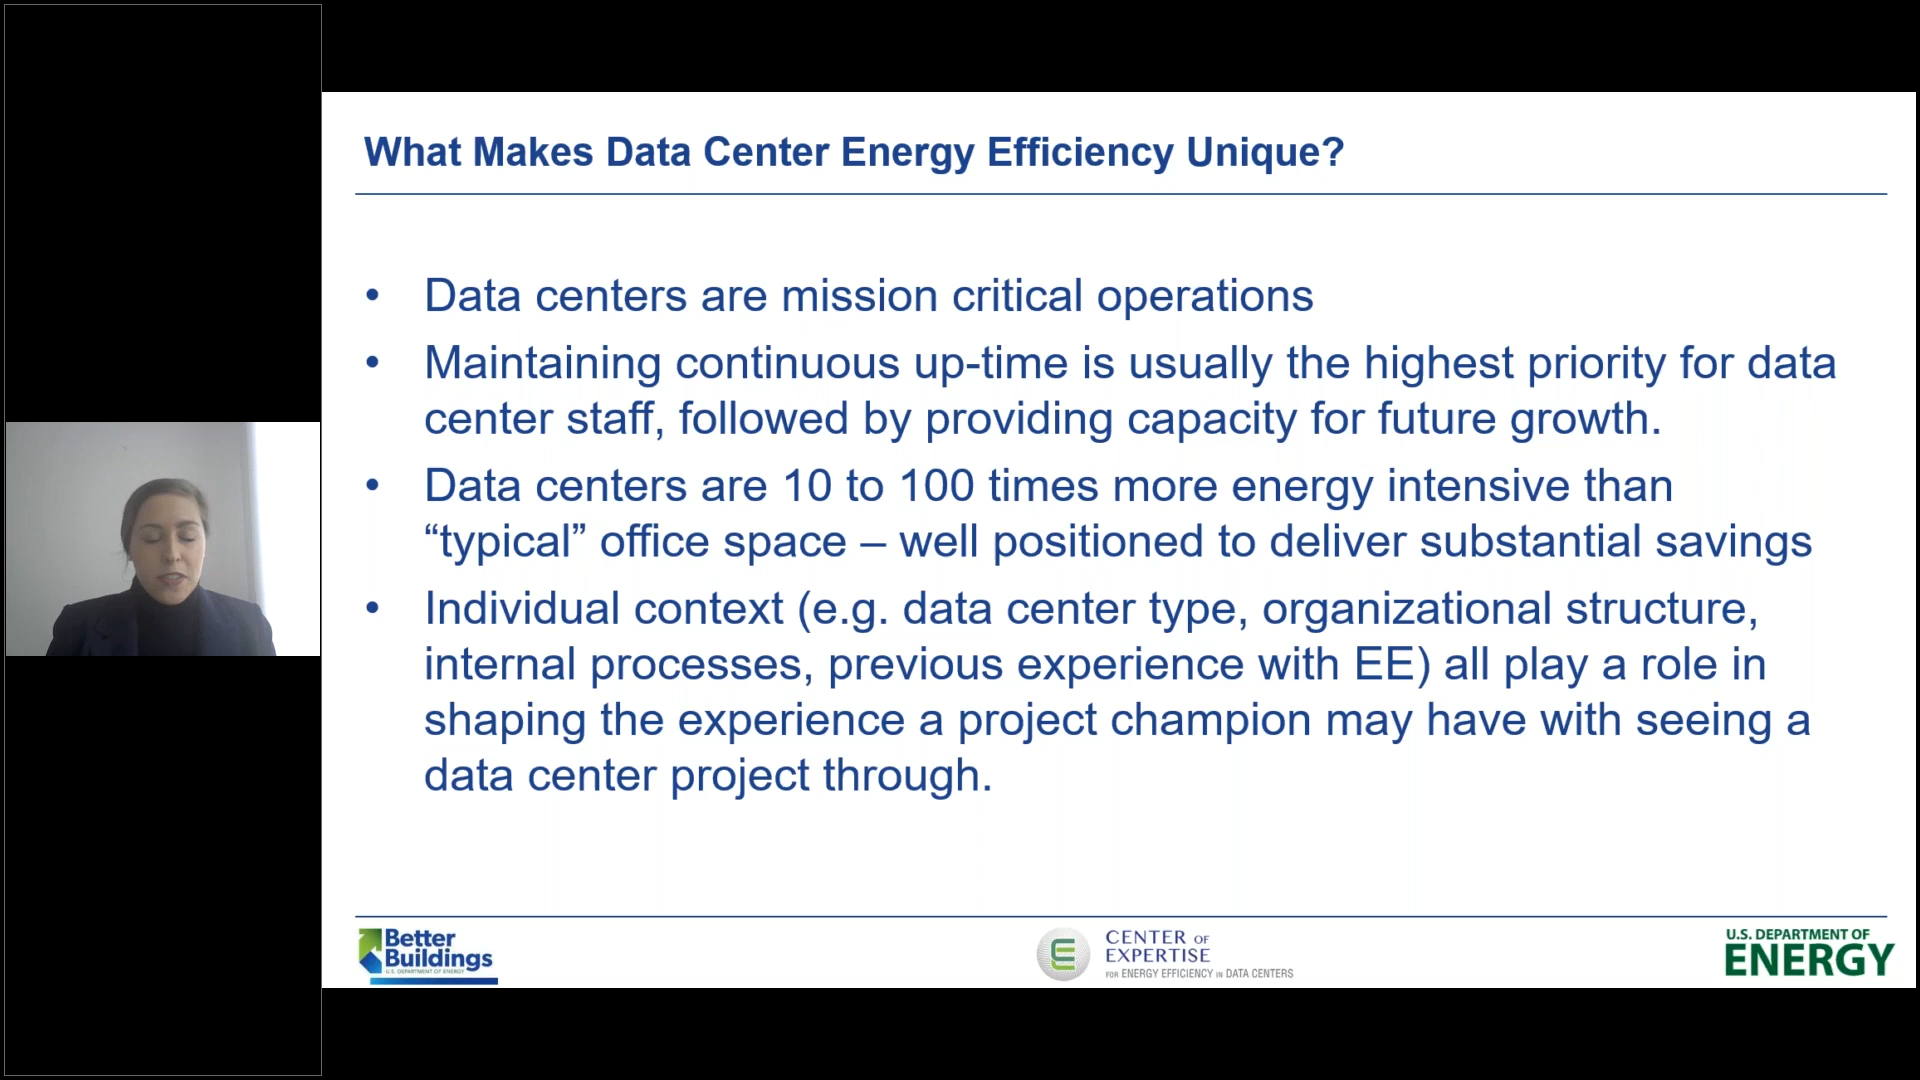 What Makes Data Center Energy Efficiency Unique?
• Data centers are mission critical operations
• Maintaining continuous up-time is usually the highest priority for data
center staff, followed by providing capacity for future growth.
• Data centers are 10 to 100 times more energy intensive than
“typical” office space – well positioned to deliver substantial savings
• Individual context (e.g. data center type, organizational structure,
internal processes, previous experience with EE) all play a role in
shaping the experience a project champion may have with seeing a
data center project through.
Better
Buildings
U.S. DEPARTMENT OF ENERGY
CENTER OF
EXPERTISE
FOR ENERGY EFFICIENCY IN DATA CENTERS
U.S. DEPARTMENT OF
ENERGY